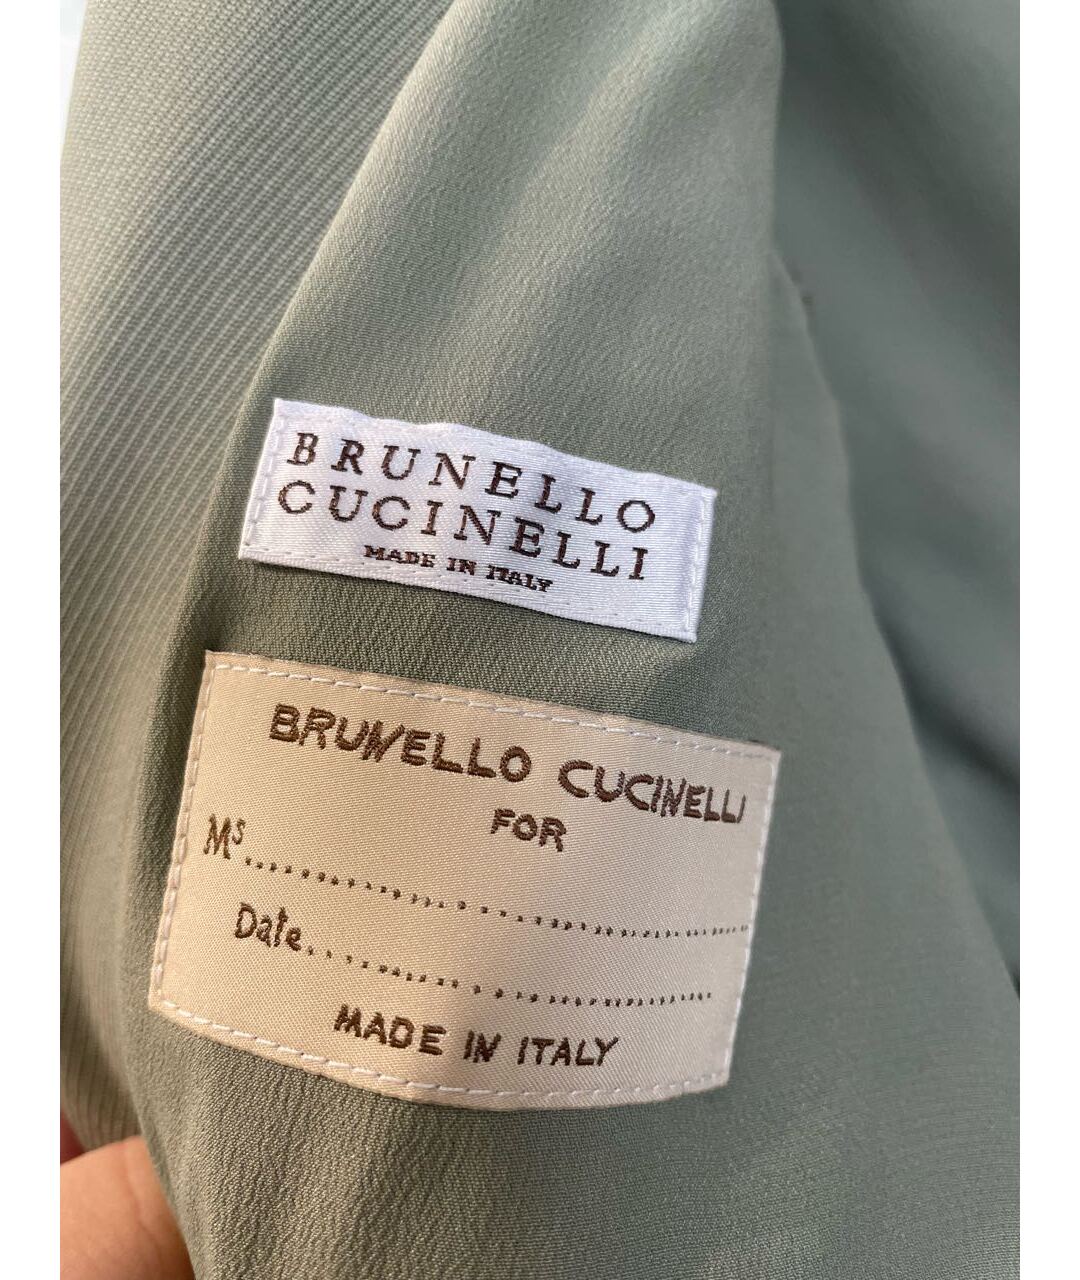 BRUNELLO
CUCINELLI
MADE IN ITALY
BRUNELLO CUCINELLI
FOR
Ms..............................
Date..............................
MADE IN ITALY